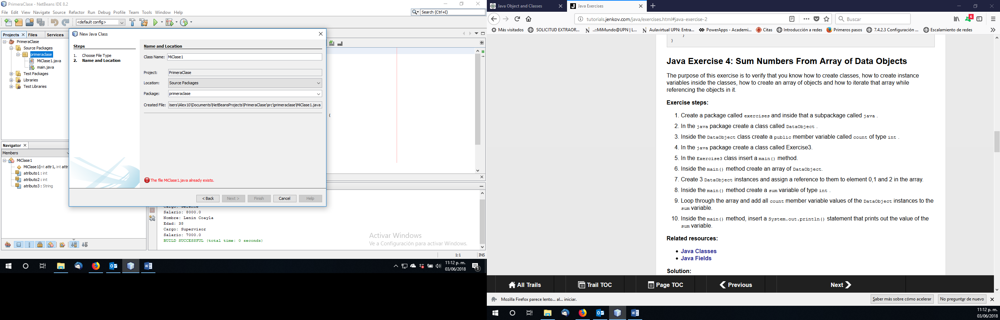 PrimeraClase - NetBeans IDE 8.2
File Edit View Navigate Source Refactor Run Debug Profile Team Tools Window Help
Search (Ctrl+I)
<default config>
Projects
Files
Services
PrimeraClase
Source Packages
primeraclase
MiClase1.java
main.java
Test Packages
Libraries
Test Libraries
Navigator
Members
MiClase1
MiClase1(int attr1, int attr
atributo1 : int
atributo2 : int
atributo3 : String
New Java Class
Steps
1. Choose File Type
2. Name and Location
Name and Location
Class Name: MiClase1
Project: PrimeraClase
Location: Source Packages
Package: primeraclase
Created File: Jsers\Alex10\Documents\NetBeansProjects\PrimeraClase\src\primeraclase\MiClase1.java
The file MiClase1.java already exists.
< Back
Next >
Finish
Cancel
Help
{
Cargo: Gerente
Salario: 8000.0
Nombre: Lenin Coayla
Edad: 38
Cargo: Supervisor
Salario: 7000.0
BUILD SUCCESSFUL (total time: 0 seconds)
Activar Windows
Ve a Configuración para activar Windows.
1:1
INS
11:12 p. m.
03/06/2018
1
Java Object and Classes
Java Exercises
tutorials.jenkov.com/java/exercises.html#java-exercise-2
Buscar
6
Más visitados
SOLICITUD EXTRAOR...
..::MiMundo@UPN | L...
Aulavirtual UPN: Entra...
PowerApps - Academi...
Citas
Introducción a redes
Primeros pasos
7.4.2.3 Configuración ...
Escalamiento de redes
}
}
Java Exercise 4: Sum Numbers From Array of Data Objects
The purpose of this exercise is to verify that you know how to create classes, how to create instance
variables inside the classes, how to create an array of objects and how to iterate that array while
referencing the objects in it.
Exercise steps:
1. Create a package called exercises and inside that a subpackage called java .
2. In the java package create a class called DataObject .
3. Inside the DataObject class create a public member variable called count of type int .
4. In the java package create a class called Exercise3.
5. In the Exercise3 class insert a main() method.
6. Inside the main() method create an array of DataObject.
7. Create 3 DataObject instances and assign a reference to them to element 0,1 and 2 in the array.
8. Inside the main() method create a sum variable of type int .
9. Loop through the array and add all count member variable values of the DataObject instances to the
sum variable.
10. Inside the main() method, insert a System.out.println() statement that prints out the value of the
sum variable.
Related resources:
• Java Classes
• Java Fields
Solution:
All Trails
Trail TOC
Page TOC
Previous
Next
Mozilla Firefox parece lento... al... iniciar.
Saber más sobre cómo acelerar
No preguntar de nuevo
11:12 p. m.
03/06/2018